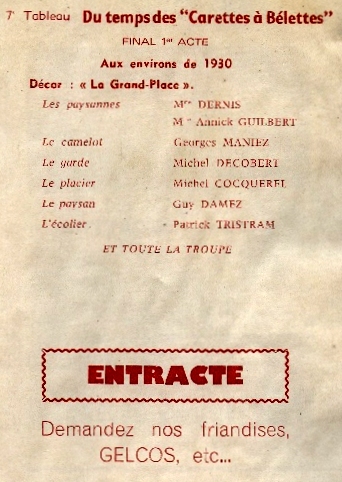 7e Tableau Du temps des "Carettes à Bélettes"
FINAL 1er ACTE
Aux environs de 1930
Décor : « La Grand-Place ».
Les paysannes Mme DERNIS
Mme Annick GUILBERT
Le camelot Georges MANIEZ
Le garde Michel DECOBERT
Le placier Michel COCQUEREL
Le paysan Guy DAMEZ
L'écolier Patrick TRISTRAM
ET TOUTE LA TROUPE
ENTRACTE
Demandez nos friandises,
GELCOS, etc...